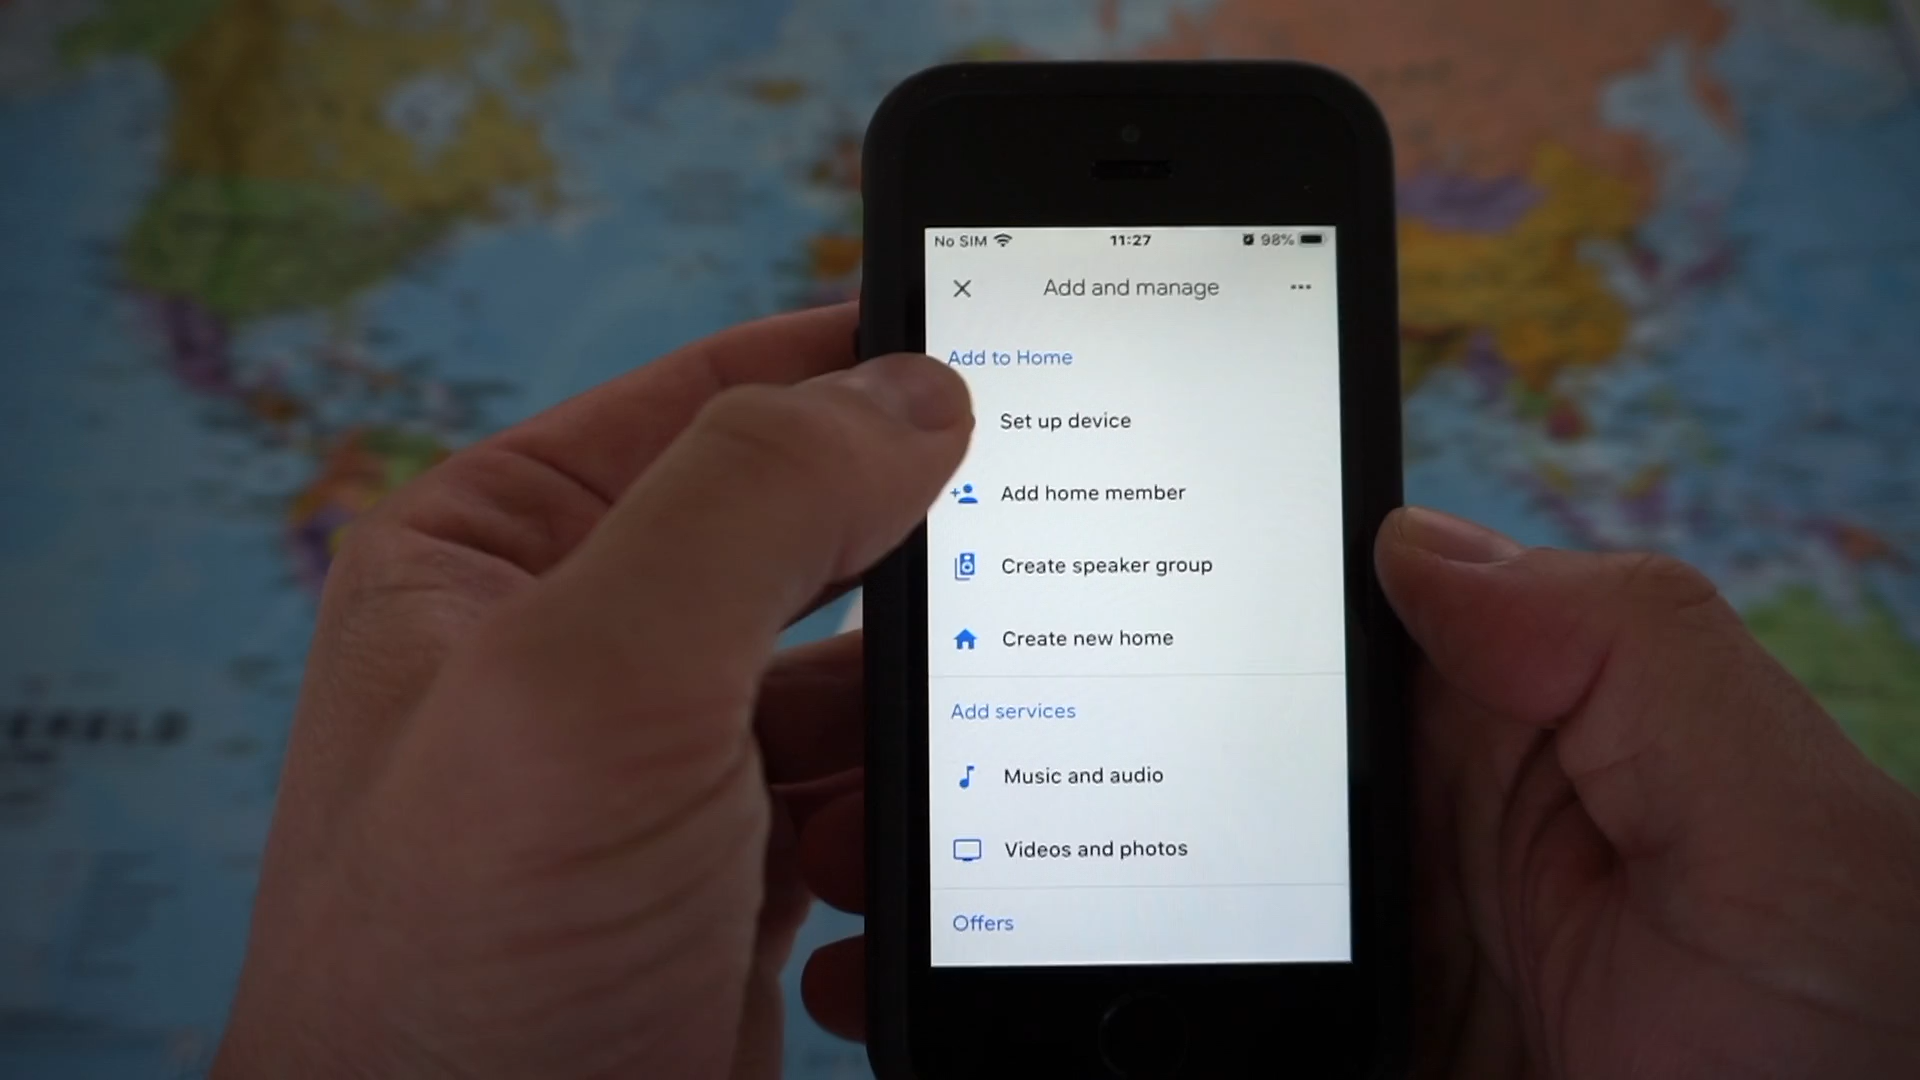 No SIM 11:27 98%
Add and manage
Add to Home
Set up device
Add home member
Create speaker group
Create new home
Add services
Music and audio
Videos and photos
Offers